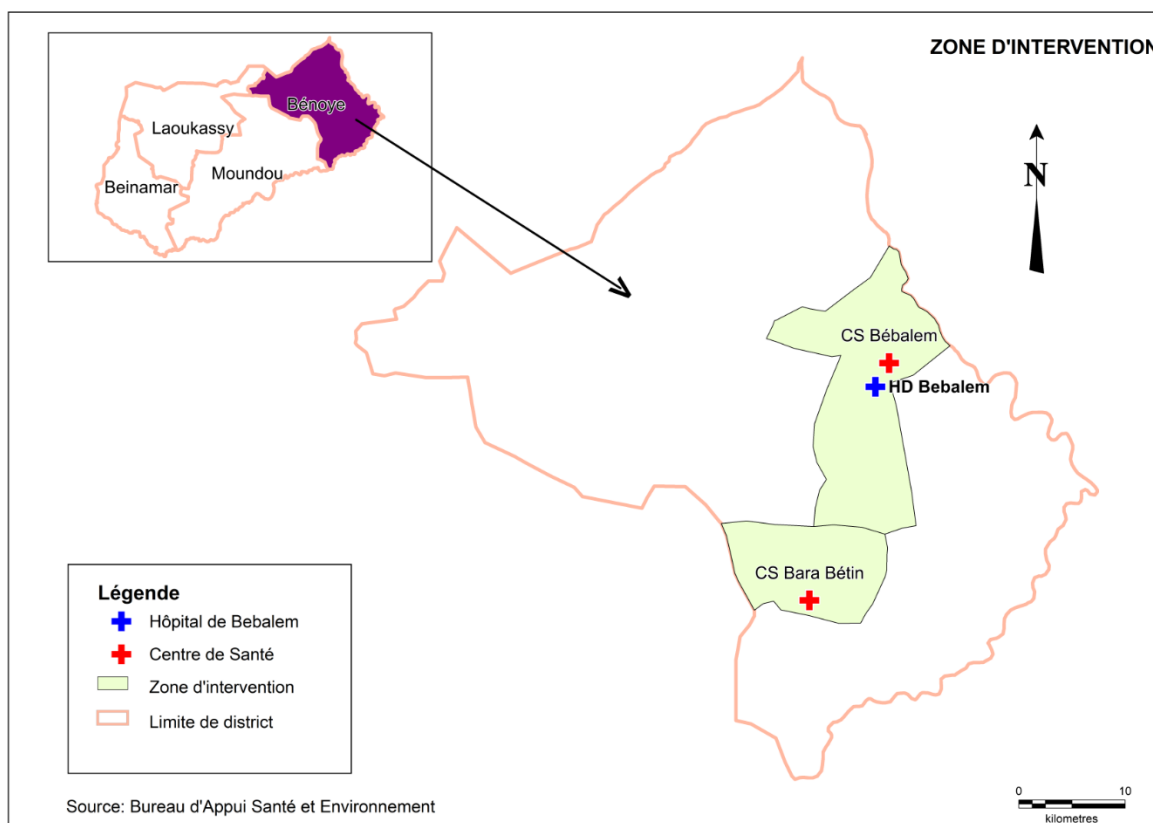 ZONE D'INTERVENTION
Bénoye
Laoukassy
Moundou
Beinamar
N
CS Bébalem
HD Bebalem
CS Bara Bétin
Légende
Hôpital de Bebalem
Centre de Santé
Zone d'intervention
Limite de district
Source: Bureau d'Appui Santé et Environnement
0 10
kilometres